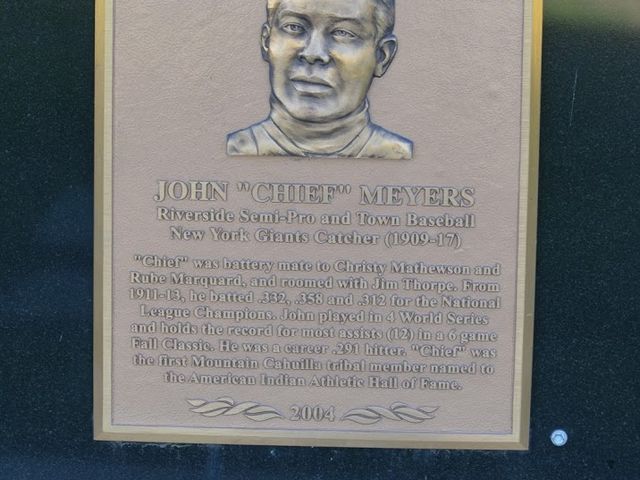 JOHN "CHIEF" MEYERS
Riverside Semi-Pro and Town Baseball
New York Giants Catcher (1909-17)
"Chief" was battery mate to Christy Mathewson and
Rube Marquard, and roomed with Jim Thorpe. From
1911-13, he batted .332, .358 and .312 for the National
League Champions. John played in 4 World Series
and holds the record for most assists (12) in a 6 game
Fall Classic. He was a career .291 hitter. "Chief" was
the first Mountain Cahuilla tribal member named to
the American Indian Athletic Hall of Fame.
2004